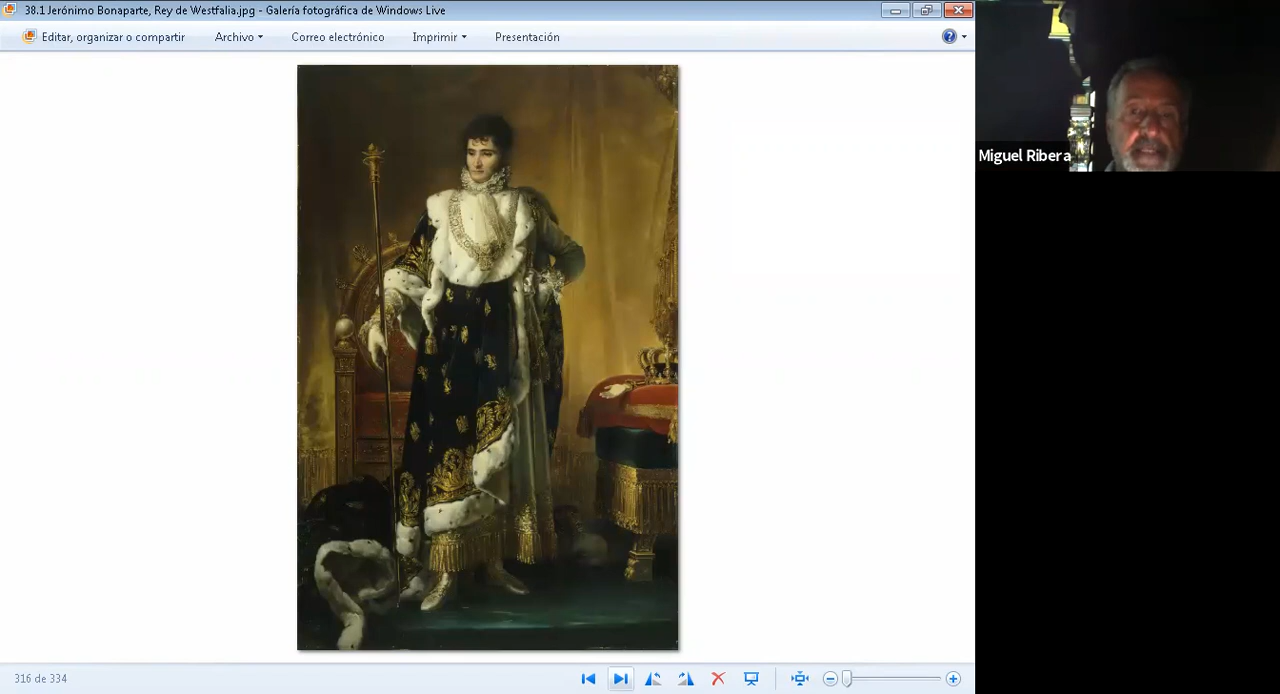 38.1 Jerónimo Bonaparte, Rey de Westfalia.jpg - Galería fotográfica de Windows Live
Editar, organizar o compartir Archivo Correo electrónico Imprimir Presentación
Miguel Ribera
316 de 334